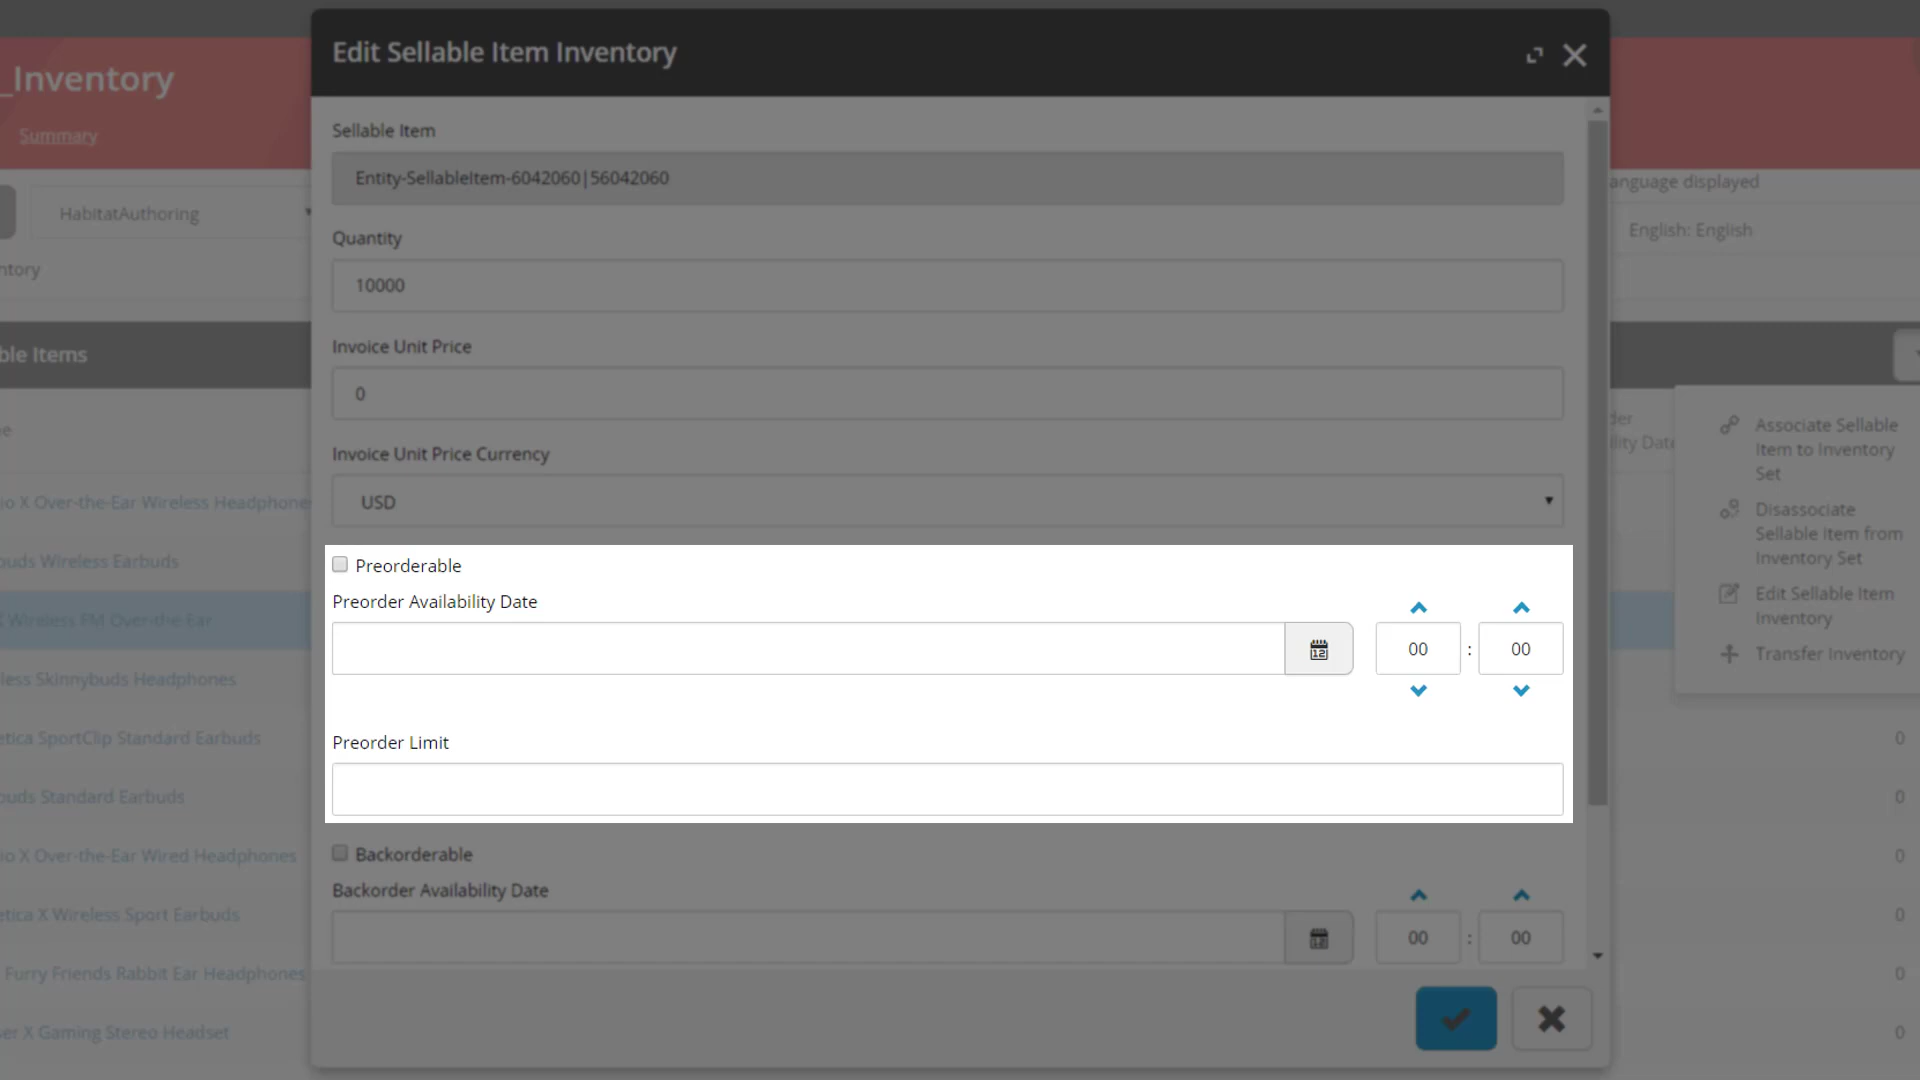 Edit Sellable Item Inventory
_Inventory
Summary
Sellable Item
Entity-SellableItem-6042060|56042060
anguage displayed
HabitatAuthoring
English: English
Quantity
ntory
10000
Invoice Unit Price
ble Items
0
Associate Sellable
Item to Inventory
Set
der
ility Date
e
Invoice Unit Price Currency
USD
io X Over-the-Ear Wireless Headphones
Disassociate
Sellable Item from
Inventory Set
Preorderable
ouds Wireless Earbuds
Preorder Availability Date
Edit Sellable Item
Inventory
X Wireless FM Over-the-Ear
00 : 00
Transfer Inventory
less Skinnybuds Headphones
Preorder Limit
etica SportClip Standard Earbuds
0
ouds Standard Earbuds
0
Backorderable
io X Over-the-Ear Wired Headphones
0
Backorder Availability Date
etica X Wireless Sport Earbuds
0
00 : 00
Furry Friends Rabbit Ear Headphones
0
er X Gaming Stereo Headset
0